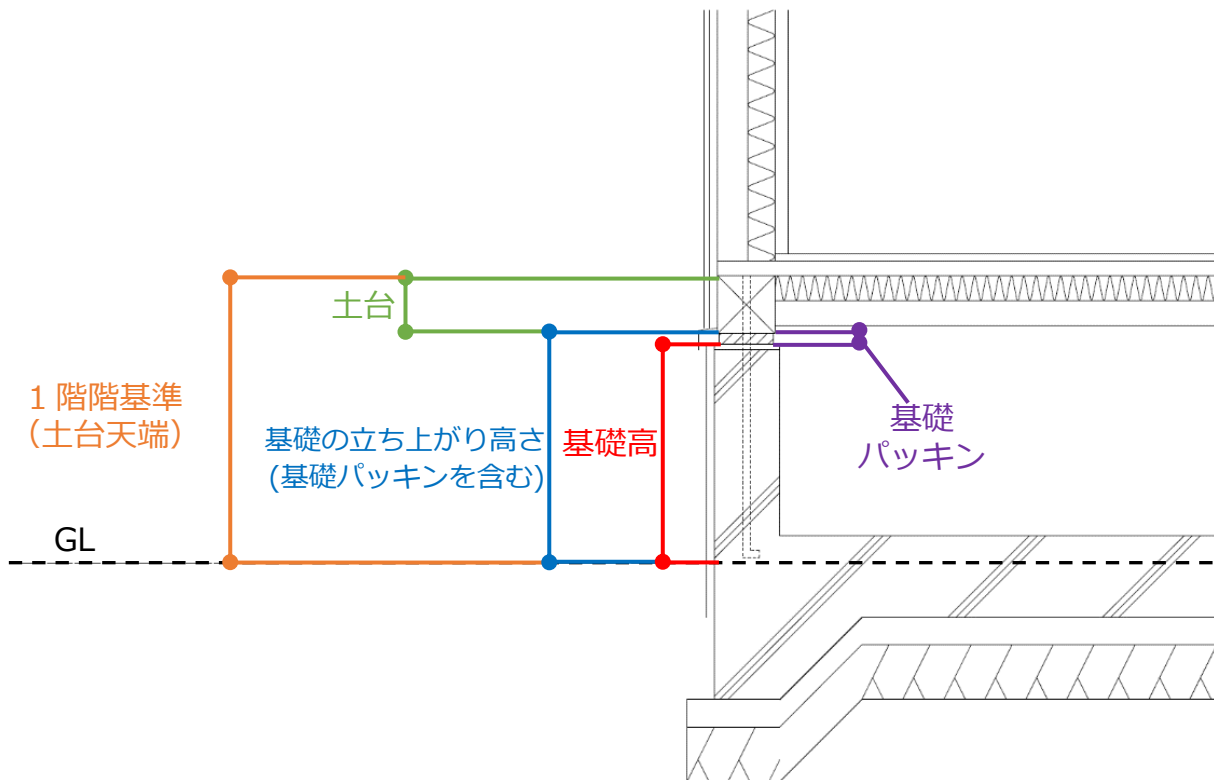 土台
1 階階基準
（土台天端）
基礎の立ち上がり高さ
(基礎パッキンを含む)
基礎高
基礎
パッキン
GL